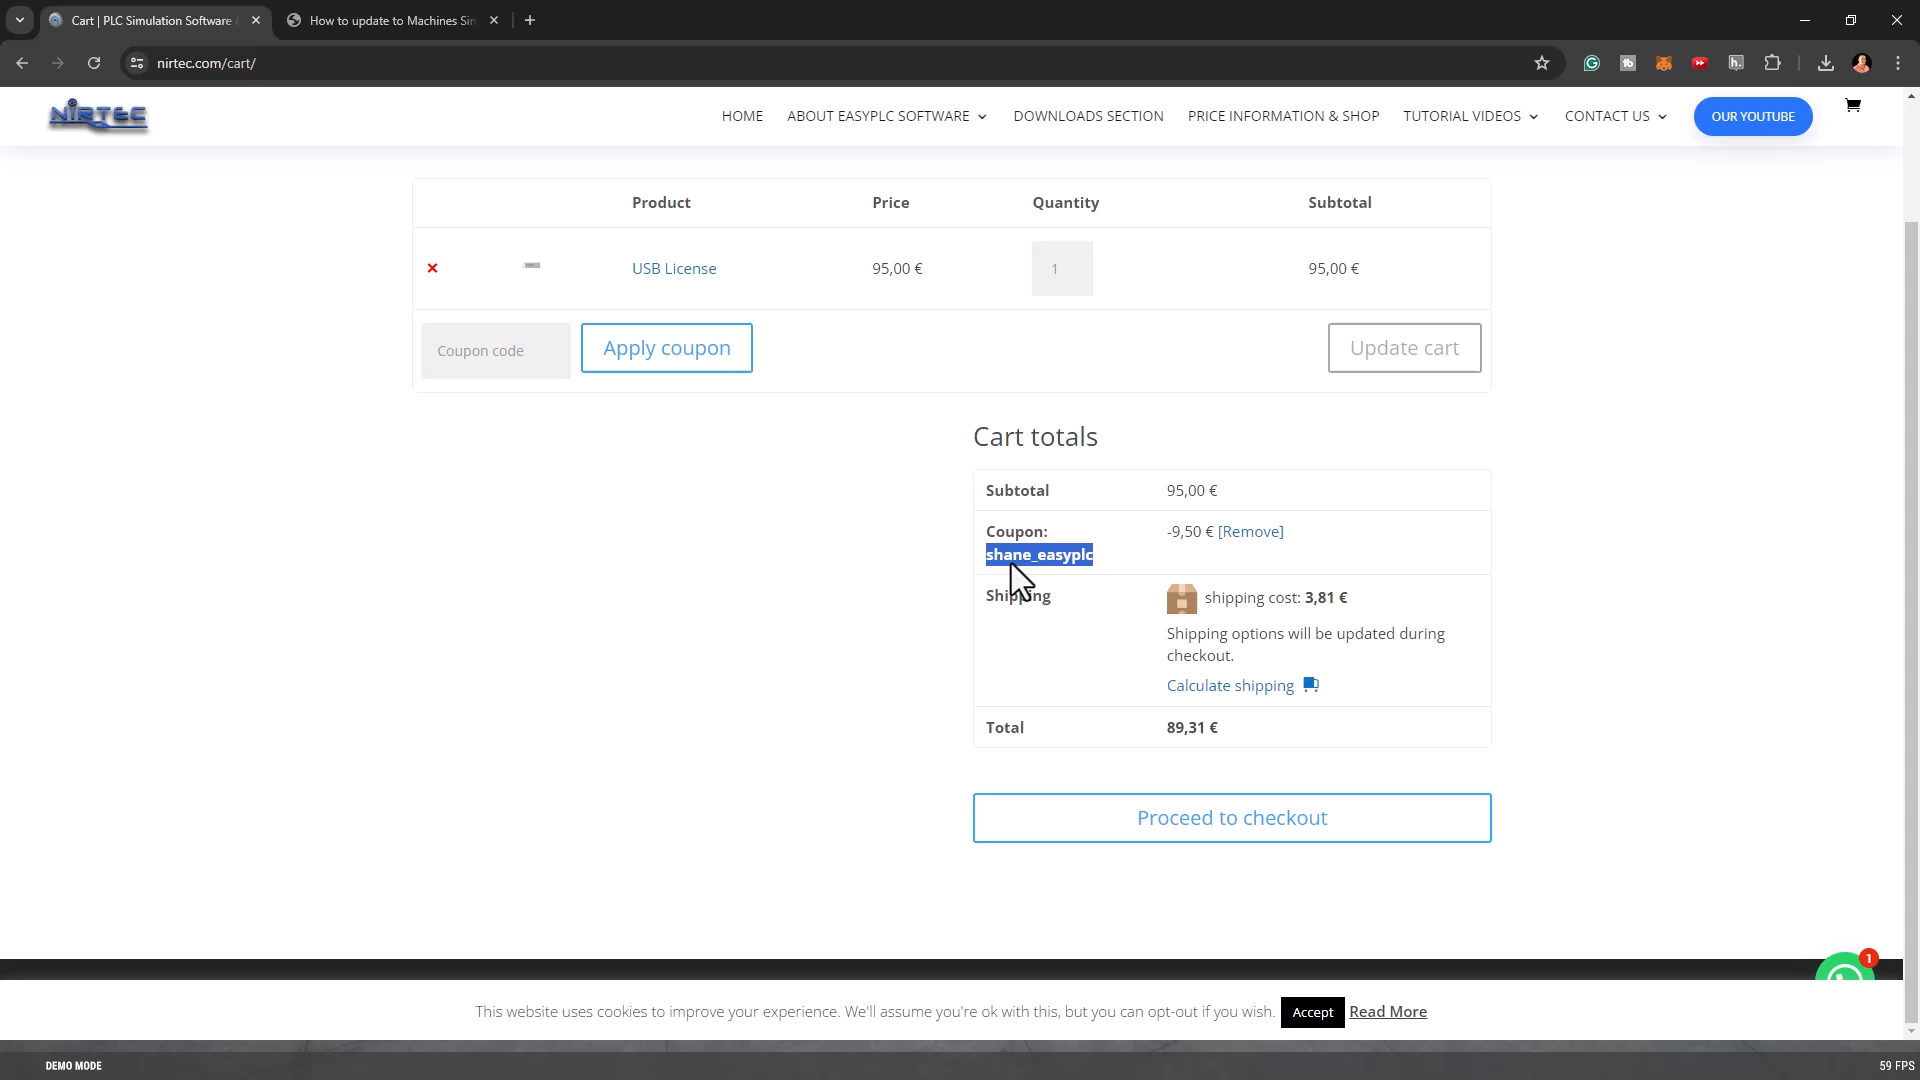 Cart | PLC Simulation Software
How to update to Machines Sim
nirtec.com/cart/
NIRTEC
HOME
ABOUT EASYPLC SOFTWARE
DOWNLOADS SECTION
PRICE INFORMATION & SHOP
TUTORIAL VIDEOS
CONTACT US
OUR YOUTUBE
Product Price Quantity Subtotal
USB License 95,00 € 1 95,00 €
Coupon code Apply coupon Update cart
Cart totals
Subtotal 95,00 €
Coupon: -9,50 € [Remove]
shane_easyplc
Shipping shipping cost: 3,81 €
Shipping options will be updated during
checkout.
Calculate shipping
Total 89,31 €
Proceed to checkout
1
This website uses cookies to improve your experience. We'll assume you're ok with this, but you can opt-out if you wish. Accept Read More
DEMO MODE 59 FPS